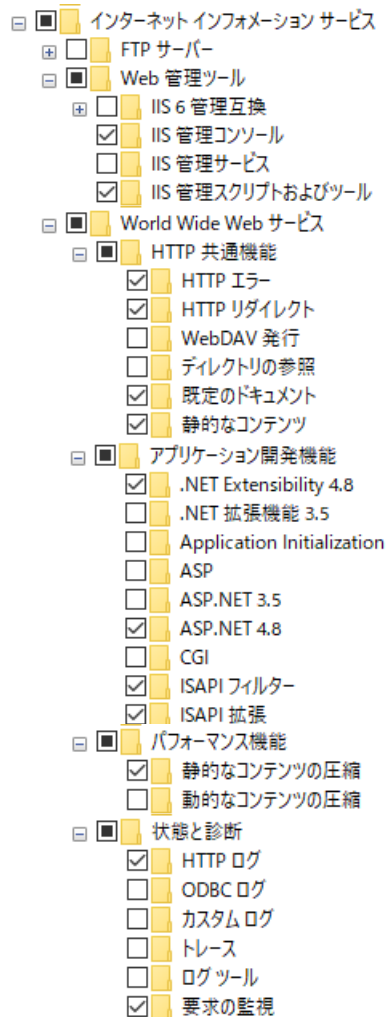 インターネット インフォメーション サービス
FTP サーバー
Web 管理ツール
IIS 6 管理互換
IIS 管理コンソール
IIS 管理サービス
IIS 管理スクリプトおよびツール
World Wide Web サービス
HTTP 共通機能
HTTP エラー
HTTP リダイレクト
WebDAV 発行
ディレクトリの参照
既定のドキュメント
静的なコンテンツ
アプリケーション開発機能
.NET Extensibility 4.8
.NET 拡張機能 3.5
Application Initialization
ASP
ASP.NET 3.5
ASP.NET 4.8
CGI
ISAPI フィルター
ISAPI 拡張
パフォーマンス機能
静的なコンテンツの圧縮
動的なコンテンツの圧縮
状態と診断
HTTP ログ
ODBC ログ
カスタム ログ
トレース
ログ ツール
要求の監視